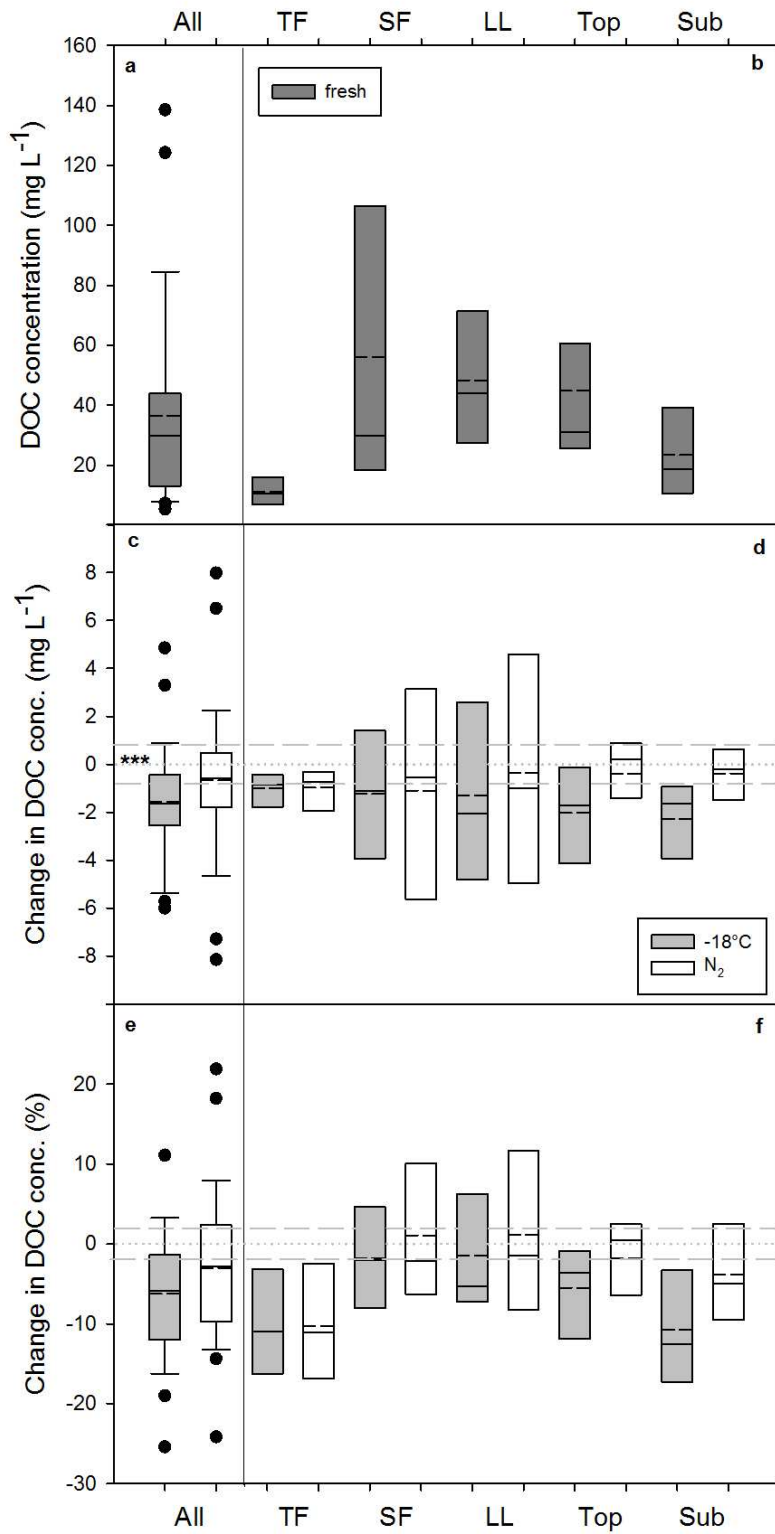 All TF SF LL Top Sub
a b
fresh
DOC concentration (mg L⁻¹)
160
140
120
100
80
60
40
20
c d
Change in DOC conc. (mg L⁻¹)
8
6
4
2
0
-2
-4
-6
-8
***
-18°C
N₂
e f
Change in DOC conc. (%)
20
10
0
-10
-20
-30
All TF SF LL Top Sub